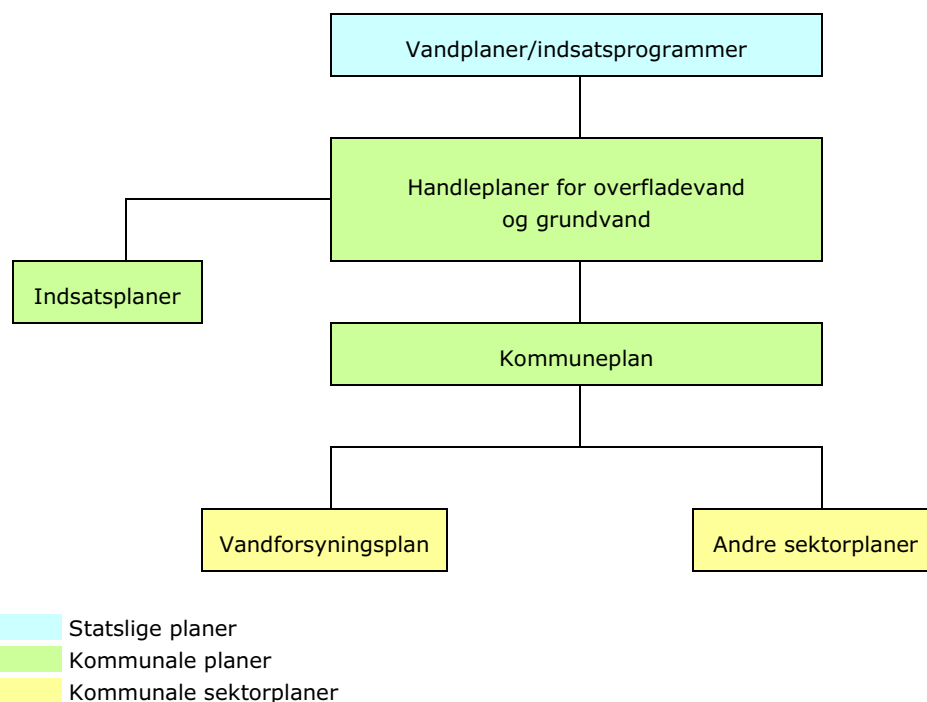 Vandplaner/indsatsprogrammer
Handleplaner for overfladevand
og grundvand
Indsatsplaner
Kommuneplan
Vandforsyningsplan
Andre sektorplaner
Statslige planer
Kommunale planer
Kommunale sektorplaner